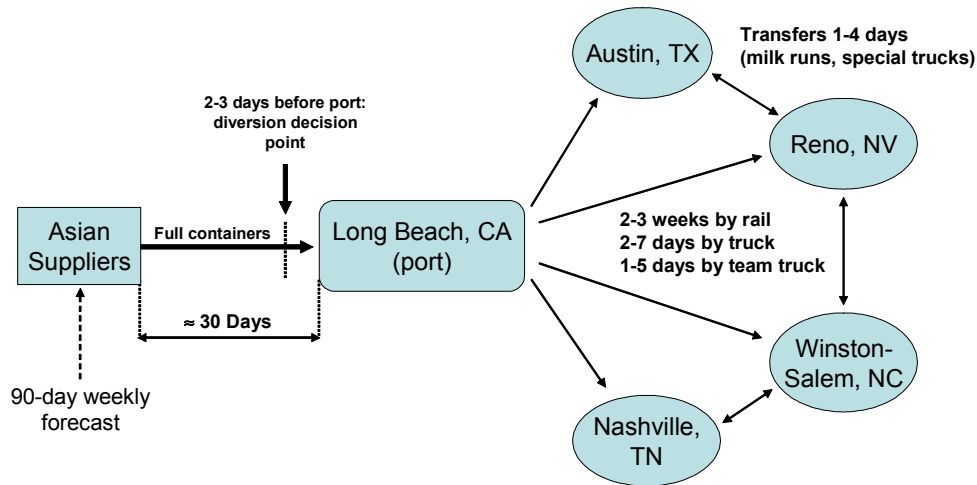 Austin, TX
Transfers 1-4 days
(milk runs, special trucks)
2-3 days before port:
diversion decision
point
Reno, NV
Asian
Suppliers
Full containers
Long Beach, CA
(port)
2-3 weeks by rail
2-7 days by truck
1-5 days by team truck
≈ 30 Days
90-day weekly
forecast
Winston-
Salem, NC
Nashville,
TN